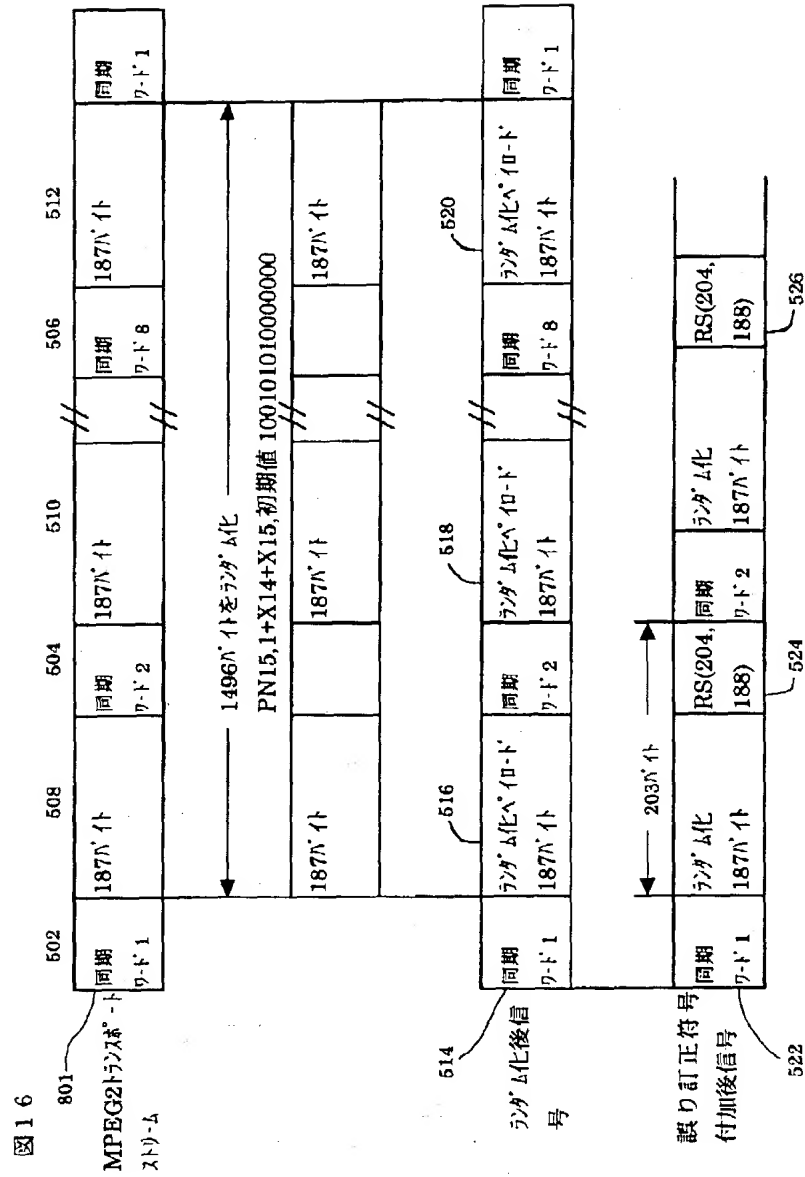 図16
801
MPEG2トランスポート
ストリーム
502
508
504
510
506
512
同期
ワード1
187バイト
同期
ワード2
187バイト
同期
ワード8
187バイト
同期
ワード1
1496バイトをランダム化
PN15,1+X14+X15,初期値 100101010000000
187バイト
187バイト
187バイト
514
516
518
520
ランダム化後信
号
同期
ワード1
ランダム化ペイロード
187バイト
同期
ワード2
ランダム化ペイロード
187バイト
同期
ワード8
ランダム化ペイロード
187バイト
同期
ワード1
203バイト
誤り訂正符号
付加後信号
同期
ワード1
ランダム化
187バイト
RS(204,
188)
同期
ワード2
ランダム化
187バイト
RS(204,
188)
522
524
526